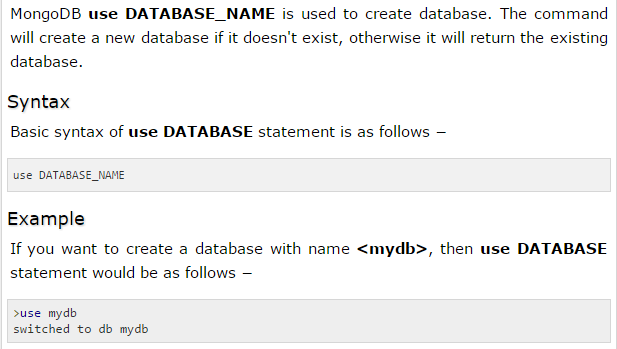 MongoDB use DATABASE_NAME is used to create database. The command
will create a new database if it doesn't exist, otherwise it will return the existing
database.
Syntax
Basic syntax of use DATABASE statement is as follows −
use DATABASE_NAME
Example
If you want to create a database with name <mydb>, then use DATABASE
statement would be as follows −
>use mydb
switched to db mydb